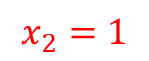 x₂ = 1